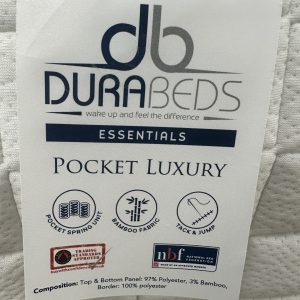 db
DURABEDS
wake up and feel the difference
ESSENTIALS
POCKET LUXURY
POCKET SPRING UNIT
BAMBOO FABRIC
TACK & JUMP
TRADING
STANDARDS
APPROVED
nbf
NATIONAL BED
FEDERATION
Composition: Top & Bottom Panel: 97% Polyester, 3% Bamboo,
Border: 100% polyester